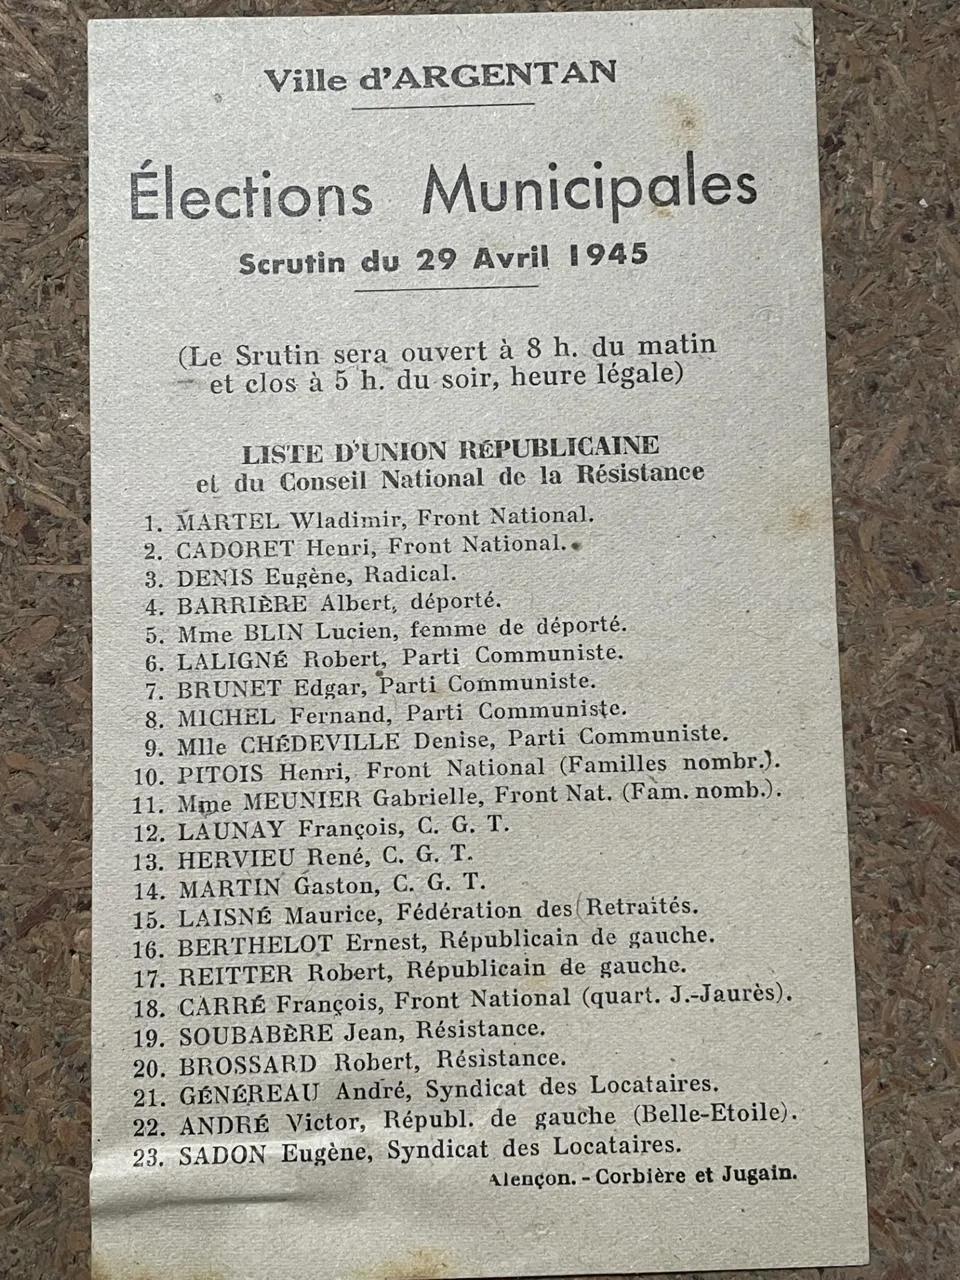 Ville d'ARGENTAN
Élections Municipales
Scrutin du 29 Avril 1945
(Le Srutin sera ouvert à 8 h. du matin
et clos à 5 h. du soir, heure légale)
LISTE D'UNION RÉPUBLICAINE
et du Conseil National de la Résistance
1. MARTEL Wladimir, Front National.
2. CADORET Henri, Front National.
3. DENIS Eugène, Radical.
4. BARRIÈRE Albert, déporté.
5. Mme BLIN Lucien, femme de déporté.
6. LALIGNÉ Robert, Parti Communiste.
7. BRUNET Edgar, Parti Communiste.
8. MICHEL Fernand, Parti Communiste.
9. Mlle CHÉDEVILLE Denise, Parti Communiste.
10. PITOIS Henri, Front National (Familles nombr.).
11. Mme MEUNIER Gabrielle, Front Nat. (Fam. nomb.).
12. LAUNAY François, C. G. T.
13. HERVIEU René, C. G. T.
14. MARTIN Gaston, C. G. T.
15. LAISNÉ Maurice, Fédération des Retraités.
16. BERTHELOT Ernest, Républicain de gauche.
17. REITTER Robert, Républicain de gauche.
18. CARRÉ François, Front National (quart. J.-Jaurès).
19. SOUBABÈRE Jean, Résistance.
20. BROSSARD Robert, Résistance.
21. GÉNÉREAU André, Syndicat des Locataires.
22. ANDRÉ Victor, Républ. de gauche (Belle-Etoile).
23. SADON Eugène, Syndicat des Locataires.
Alençon. - Corbière et Jugain.